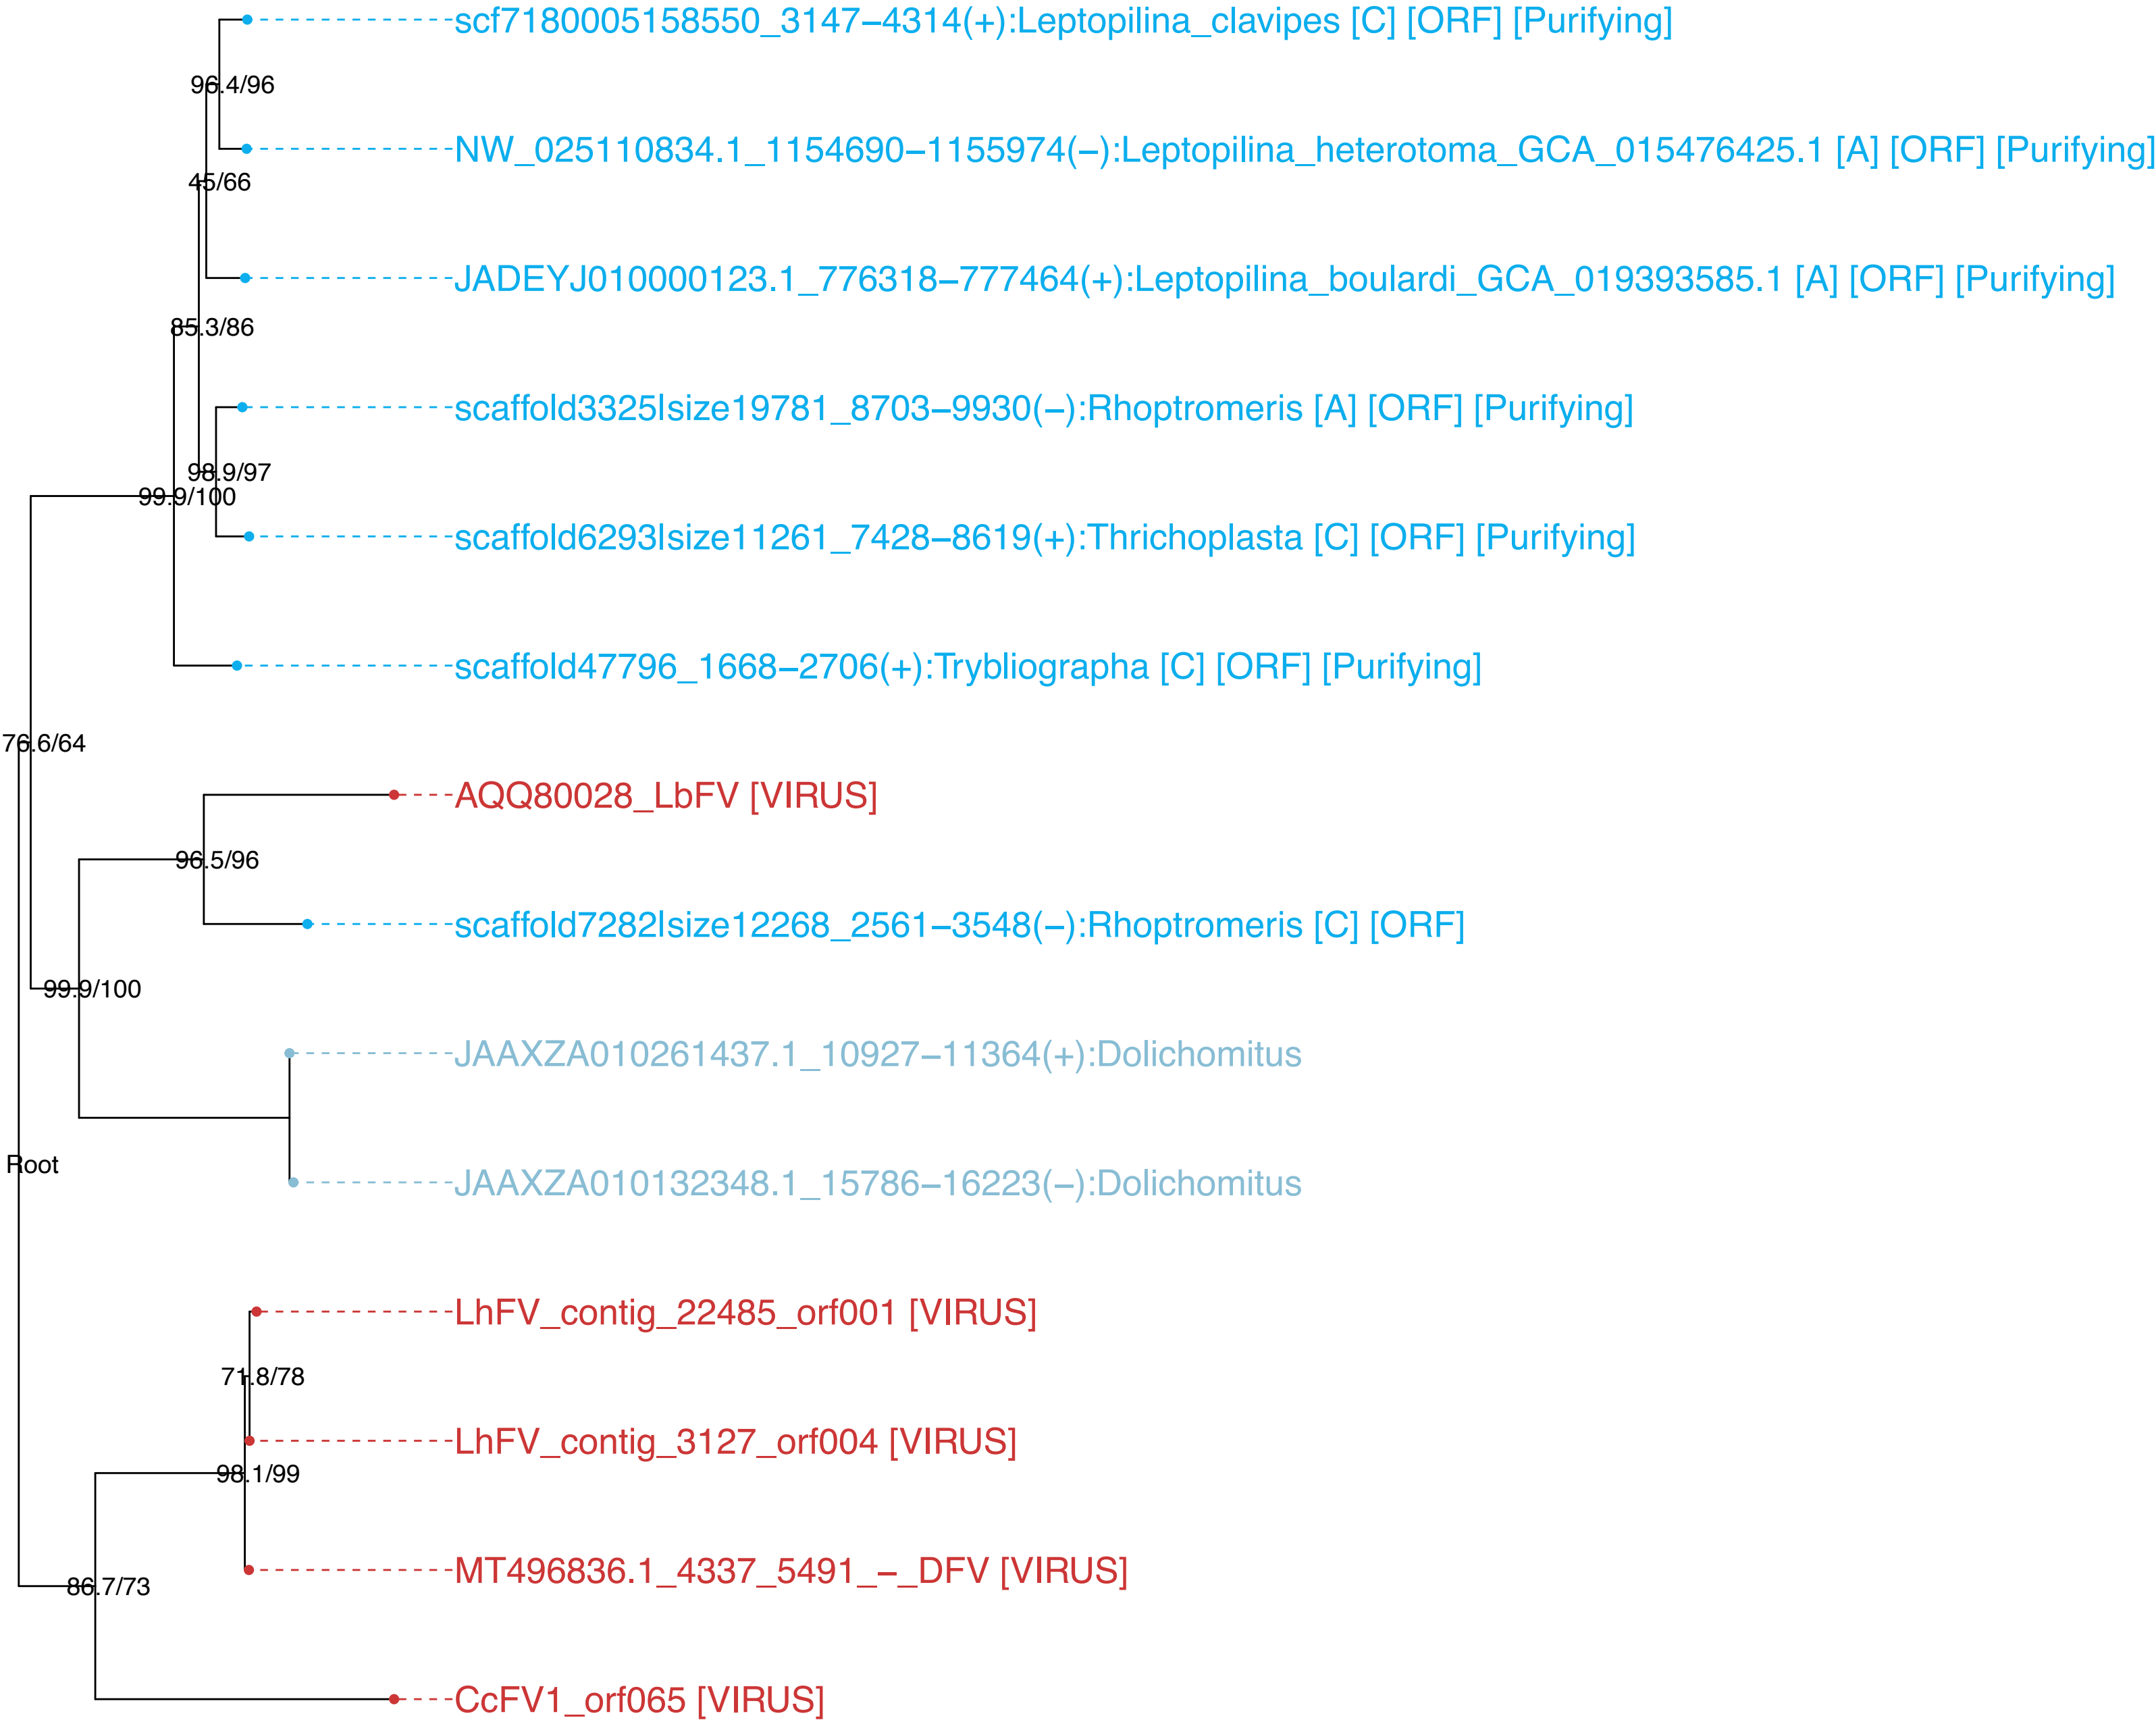 scf7180005158550_3147−4314(+):Leptopilina_clavipes [C] [ORF] [Purifying]
96.4/96
NW_025110834.1_1154690−1155974(−):Leptopilina_heterotoma_GCA_015476425.1 [A] [ORF] [Purifying]
45/66
JADEYJ010000123.1_776318−777464(+):Leptopilina_boulardi_GCA_019393585.1 [A] [ORF] [Purifying]
85.3/86
scaffold3325lsize19781_8703−9930(−):Rhoptromeris [A] [ORF] [Purifying]
98.9/97
99.9/100
scaffold6293lsize11261_7428−8619(+):Thrichoplasta [C] [ORF] [Purifying]
scaffold47796_1668−2706(+):Trybliographa [C] [ORF] [Purifying]
76.6/64
AQQ80028_LbFV [VIRUS]
96.5/96
scaffold7282lsize12268_2561−3548(−):Rhoptromeris [C] [ORF]
99.9/100
JAAXZA010261437.1_10927−11364(+):Dolichomitus
Root
JAAXZA010132348.1_15786−16223(−):Dolichomitus
LhFV_contig_22485_orf001 [VIRUS]
71.8/78
LhFV_contig_3127_orf004 [VIRUS]
98.1/99
MT496836.1_4337_5491_−_DFV [VIRUS]
86.7/73
CcFV1_orf065 [VIRUS]